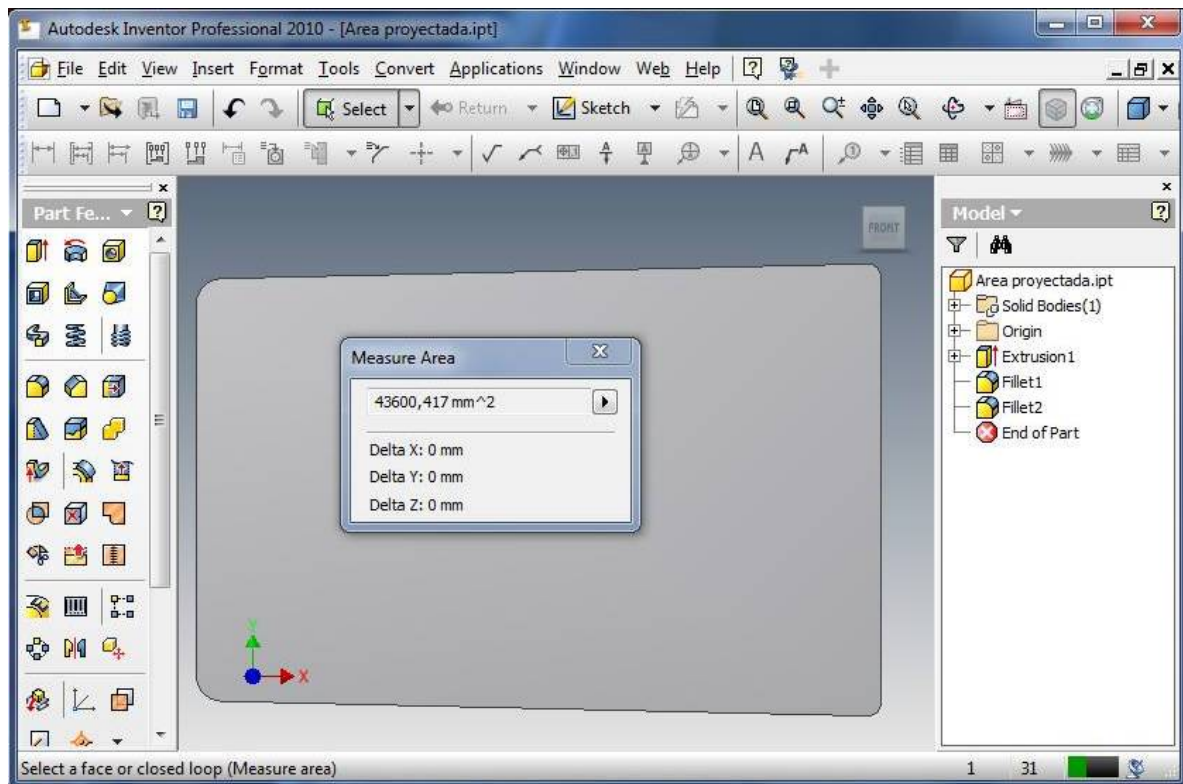 Autodesk Inventor Professional 2010 - [Area proyectada.ipt]
File Edit View Insert Format Tools Convert Applications Window Web Help
Select Return Sketch
A A
Part Fe...
FRONT
Model
Area proyectada.ipt
Solid Bodies(1)
Origin
Extrusion1
Fillet1
Fillet2
End of Part
Measure Area
43600,417 mm^2
Delta X: 0 mm
Delta Y: 0 mm
Delta Z: 0 mm
Y
X
Select a face or closed loop (Measure area)
1 31